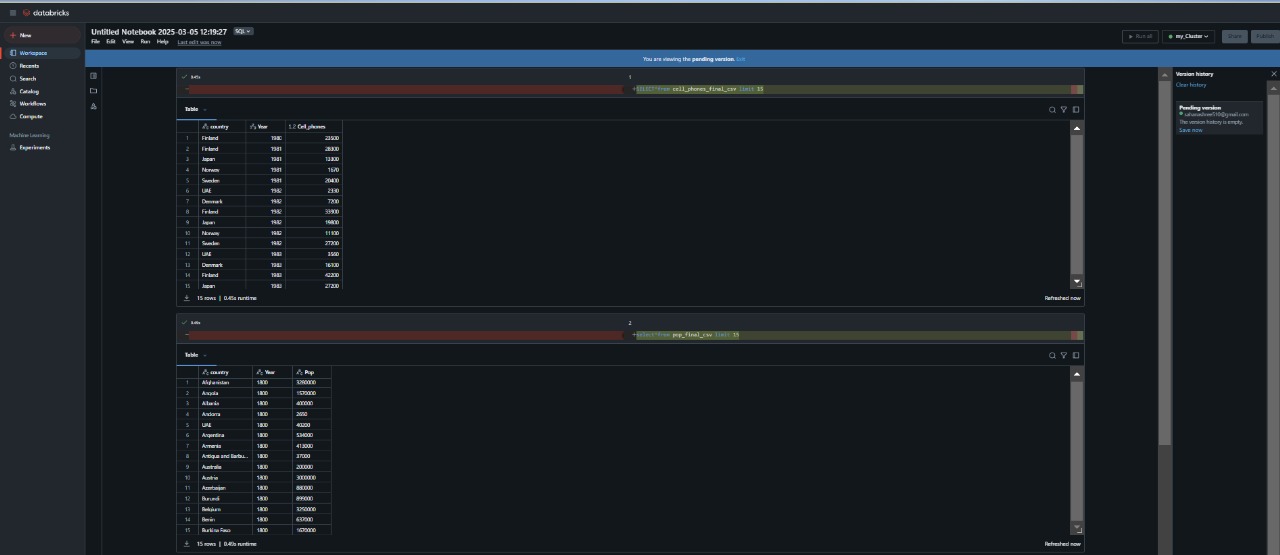 databricks
New
Workspace
Recents
Search
Catalog
Workflows
Compute
Machine Learning
Experiments
Untitled Notebook 2025-03-05 12:19:27 SQL
File Edit View Run Help Last edit was now
Run all my_Cluster Share Publish
You are viewing the pending version. Exit
0.45s 1
SELECT*from cell_phones_final_csv limit 15
Table
country Year Cell_phones
1 Finland 1980 23500
2 Finland 1981 28300
3 Japan 1981 13300
4 Norway 1981 1570
5 Sweden 1981 20400
6 UAE 1982 2330
7 Denmark 1982 7200
8 Finland 1982 33900
9 Japan 1982 19800
10 Norway 1982 11100
11 Sweden 1982 27200
12 UAE 1983 3560
13 Denmark 1983 16100
14 Finland 1983 42200
15 Japan 1983 27200
15 rows | 0.45s runtime Refreshed now
0.49s 2
select*from pop_final_csv limit 15
Table
country Year Pop
1 Afghanistan 1800 3280000
2 Angola 1800 1570000
3 Albania 1800 400000
4 Andorra 1800 2650
5 UAE 1800 40200
6 Argentina 1800 534000
7 Armenia 1800 413000
8 Antigua and Barbu... 1800 37000
9 Australia 1800 200000
10 Austria 1800 3000000
11 Azerbaijan 1800 880000
12 Burundi 1800 899000
13 Belgium 1800 3250000
14 Benin 1800 637000
15 Burkina Faso 1800 1670000
15 rows | 0.49s runtime Refreshed now
Version history
Clear history
Pending version
The version history is empty.
Save now